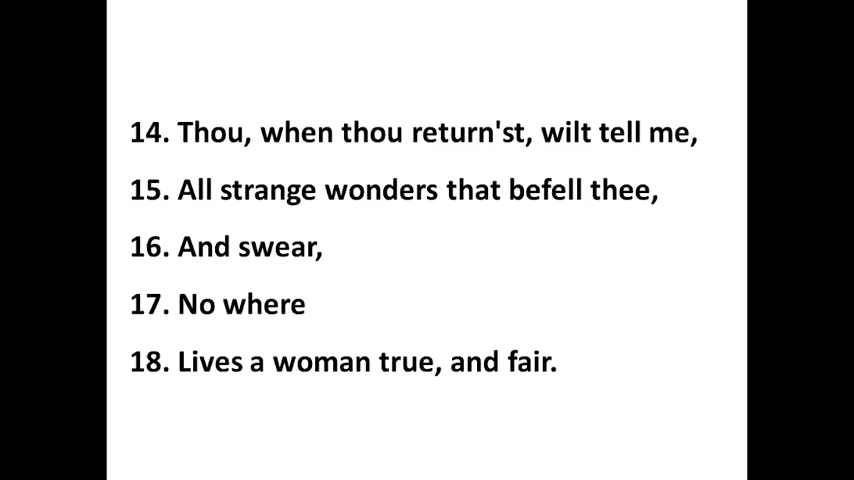 14. Thou, when thou return'st, wilt tell me,
15. All strange wonders that befell thee,
16. And swear,
17. No where
18. Lives a woman true, and fair.